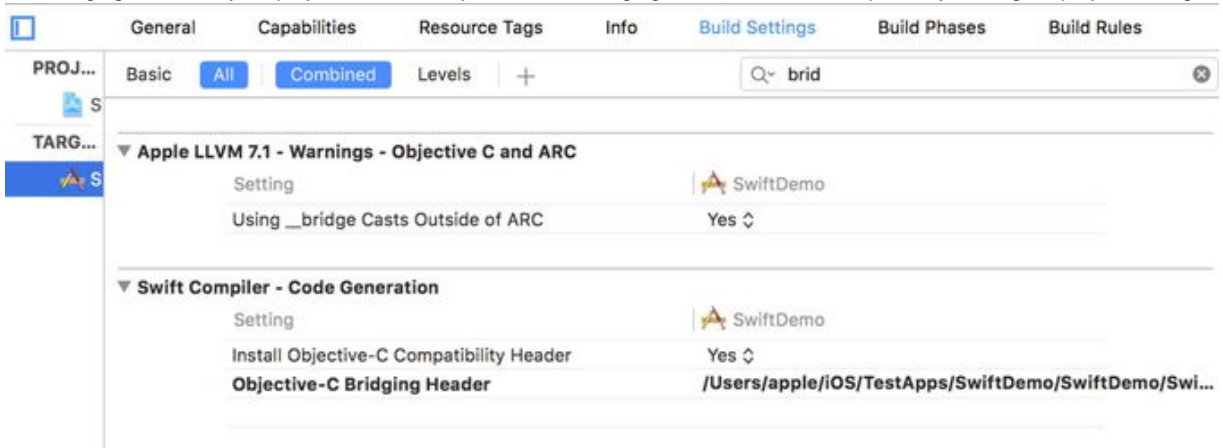 General Capabilities Resource Tags Info Build Settings Build Phases Build Rules
PROJ... Basic All Combined Levels + brid
S
TARG... Apple LLVM 7.1 - Warnings - Objective C and ARC
S Setting SwiftDemo
Using __bridge Casts Outside of ARC Yes
Swift Compiler - Code Generation
Setting SwiftDemo
Install Objective-C Compatibility Header Yes
Objective-C Bridging Header /Users/apple/iOS/TestApps/SwiftDemo/SwiftDemo/Swi...